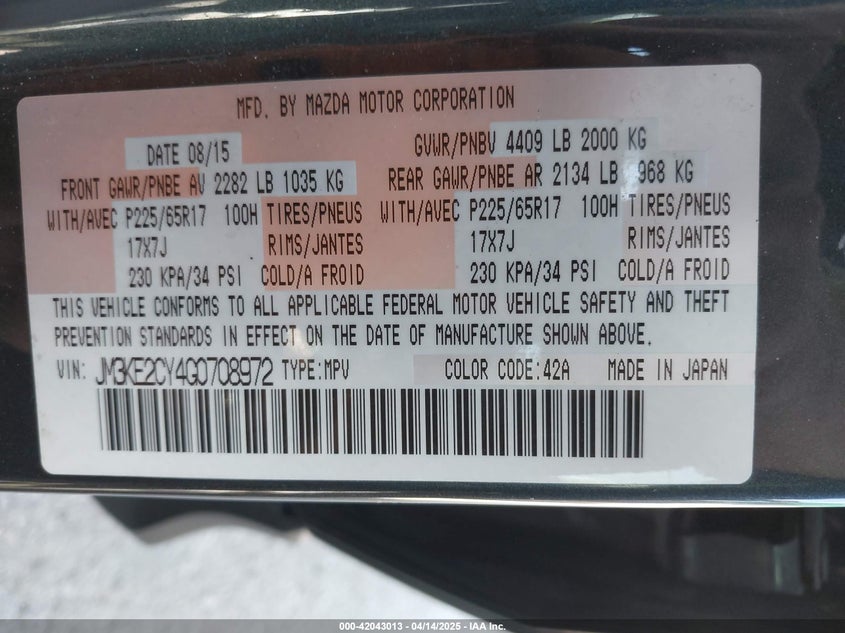 MFD. BY MAZDA MOTOR CORPORATION
DATE 08/15 GVWR/PNBV 4409 LB 2000 KG
FRONT GAWR/PNBE AV 2282 LB 1035 KG REAR GAWR/PNBE AR 2134 LB 968 KG
WITH/AVEC P225/65R17 100H TIRES/PNEUS WITH/AVEC P225/65R17 100H TIRES/PNEUS
17X7J RIMS/JANTES 17X7J RIMS/JANTES
230 KPA/34 PSI COLD/A FROID 230 KPA/34 PSI COLD/A FROID
THIS VEHICLE CONFORMS TO ALL APPLICABLE FEDERAL MOTOR VEHICLE SAFETY AND THEFT
PREVENTION STANDARDS IN EFFECT ON THE DATE OF MANUFACTURE SHOWN ABOVE.
VIN: JM3KE2CY4G0708972 TYPE:MPV COLOR CODE:42A MADE IN JAPAN
000-42043013 - 04/14/2025 - IAA Inc.